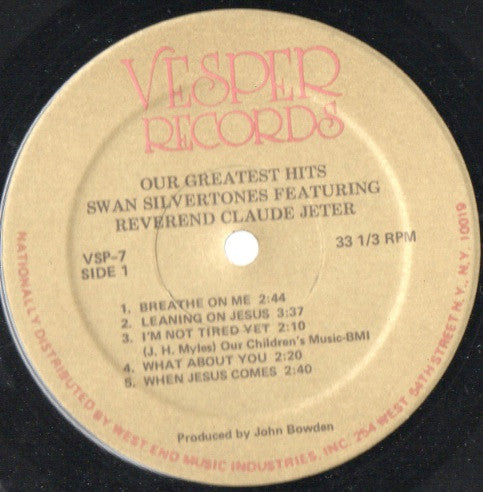 VESPER
RECORDS
OUR GREATEST HITS
SWAN SILVERTONES FEATURING
REVEREND CLAUDE JETER
VSP-7
SIDE 1
33 1/3 RPM
1. BREATHE ON ME 2:44
2. LEANING ON JESUS 3:37
3. I'M NOT TIRED YET 2:10
(J. H. Myles) Our Children's Music-BMI
4. WHAT ABOUT YOU 2:20
5. WHEN JESUS COMES 2:40
Produced by John Bowden
NATIONALLY DISTRIBUTED BY WEST END MUSIC INDUSTRIES, INC. 254 WEST 54TH STREET N.Y., N.Y. 10019